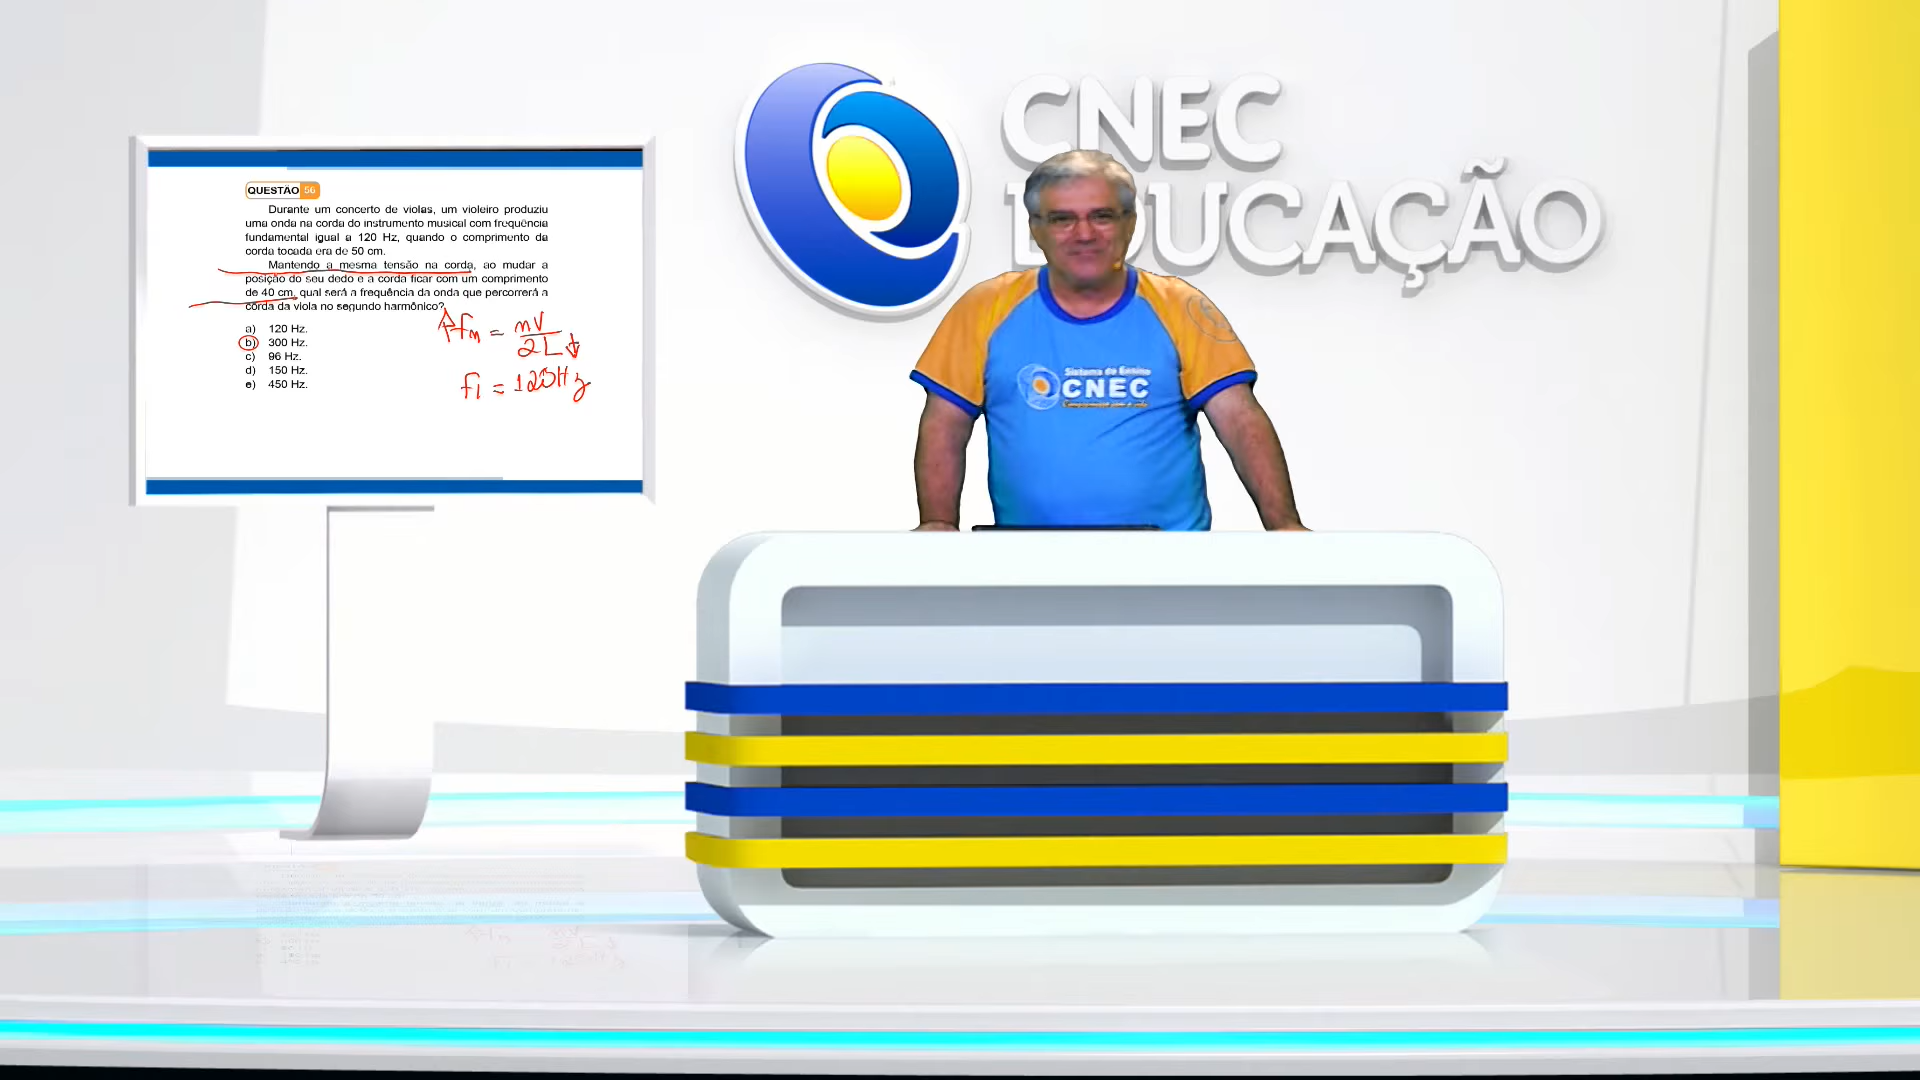 CNEC
EDUCAÇÃO
QUESTÃO 56
Durante um concerto de violas, um violeiro produziu
uma onda na corda do instrumento musical com frequência
fundamental igual a 120 Hz, quando o comprimento da
corda tocada era de 50 cm.
Mantendo a mesma tensão na corda, ao mudar a
posição do seu dedo e a corda ficar com um comprimento
de 40 cm, qual será a frequência da onda que percorrerá a
corda da viola no segundo harmônico?
a) 120 Hz.
b) 300 Hz.
c) 96 Hz.
d) 150 Hz.
e) 450 Hz.
↑fn = nV
2L↓
f1 = 120Hz
Sistema de Ensino
CNEC